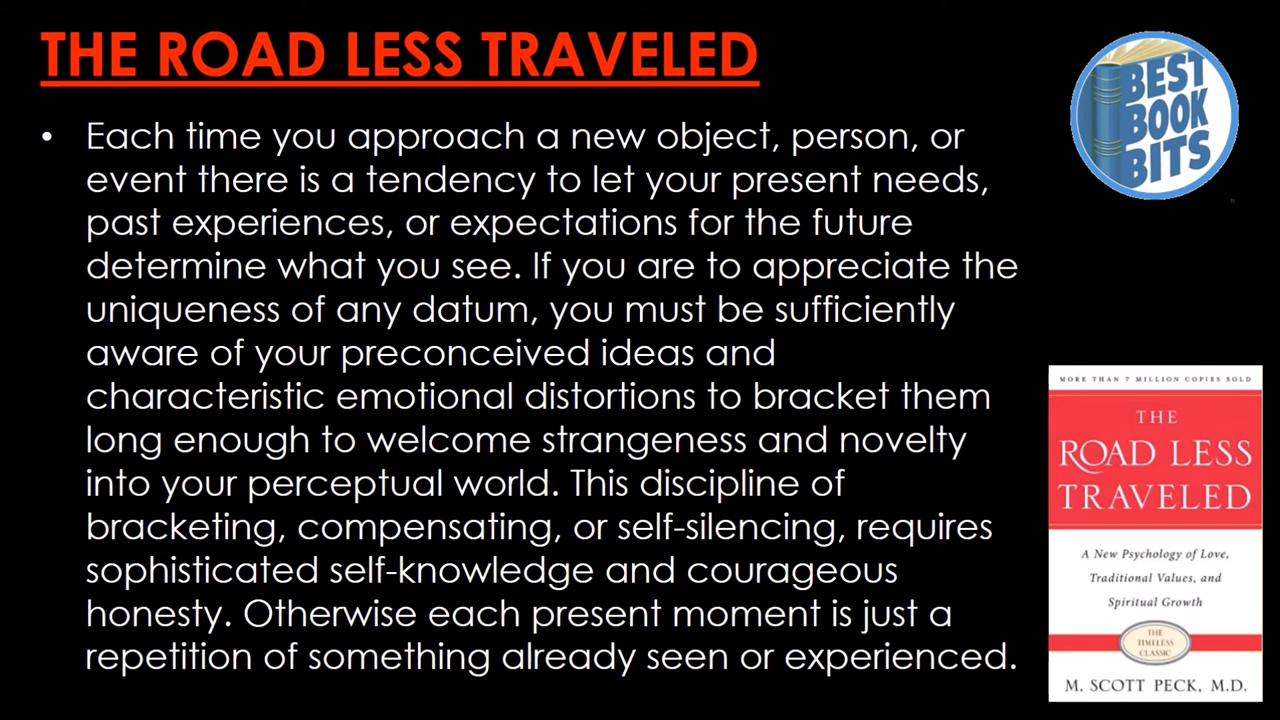 THE ROAD LESS TRAVELED
BEST
BOOK
BITS
• Each time you approach a new object, person, or
event there is a tendency to let your present needs,
past experiences, or expectations for the future
determine what you see. If you are to appreciate the
uniqueness of any datum, you must be sufficiently
aware of your preconceived ideas and
characteristic emotional distortions to bracket them
long enough to welcome strangeness and novelty
into your perceptual world. This discipline of
bracketing, compensating, or self-silencing, requires
sophisticated self-knowledge and courageous
honesty. Otherwise each present moment is just a
repetition of something already seen or experienced.
MORE THAN 7 MILLION COPIES SOLD
THE
ROAD LESS
TRAVELED
A New Psychology of Love,
Traditional Values, and
Spiritual Growth
THE
TIMELESS
CLASSIC
M. SCOTT PECK, M.D.